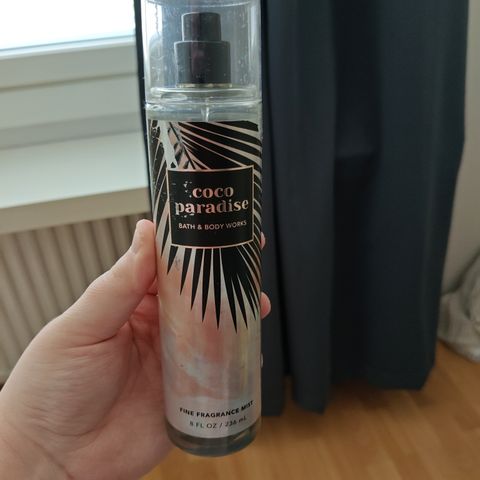 coco
paradise
BATH & BODY WORKS
FINE FRAGRANCE MIST
8 FL OZ / 236 mL